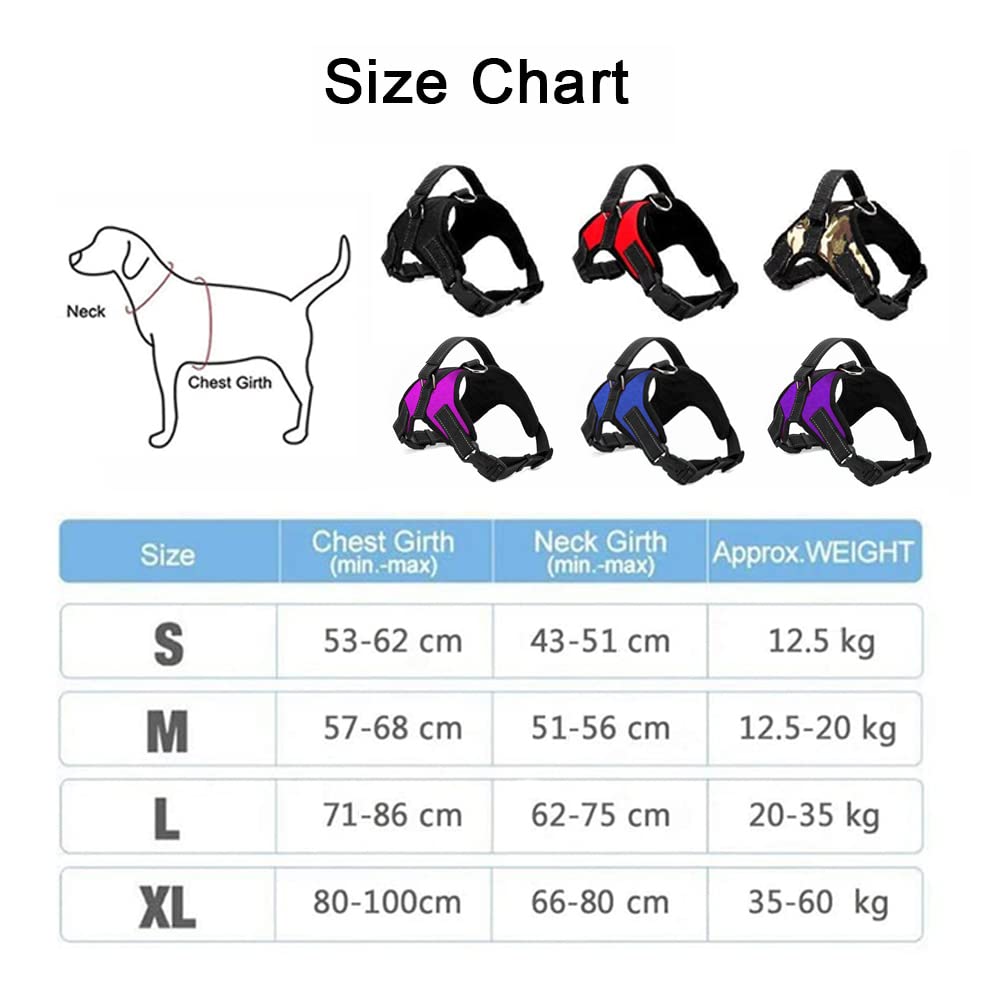 Size Chart
Neck
Chest Girth
Size Chest Girth (min.-max) Neck Girth (min.-max) Approx.WEIGHT
S 53-62 cm 43-51 cm 12.5 kg
M 57-68 cm 51-56 cm 12.5-20 kg
L 71-86 cm 62-75 cm 20-35 kg
XL 80-100cm 66-80 cm 35-60 kg